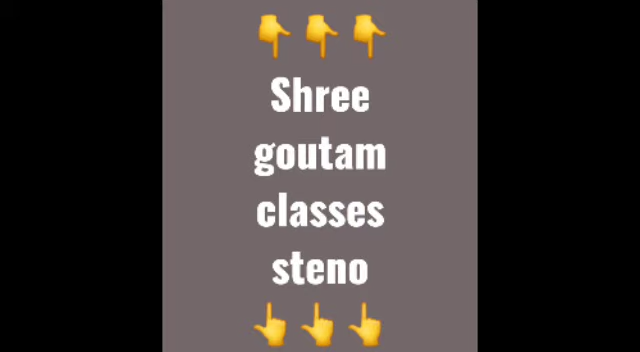 👇👇👇
Shree
goutam
classes
steno
👆👆👆